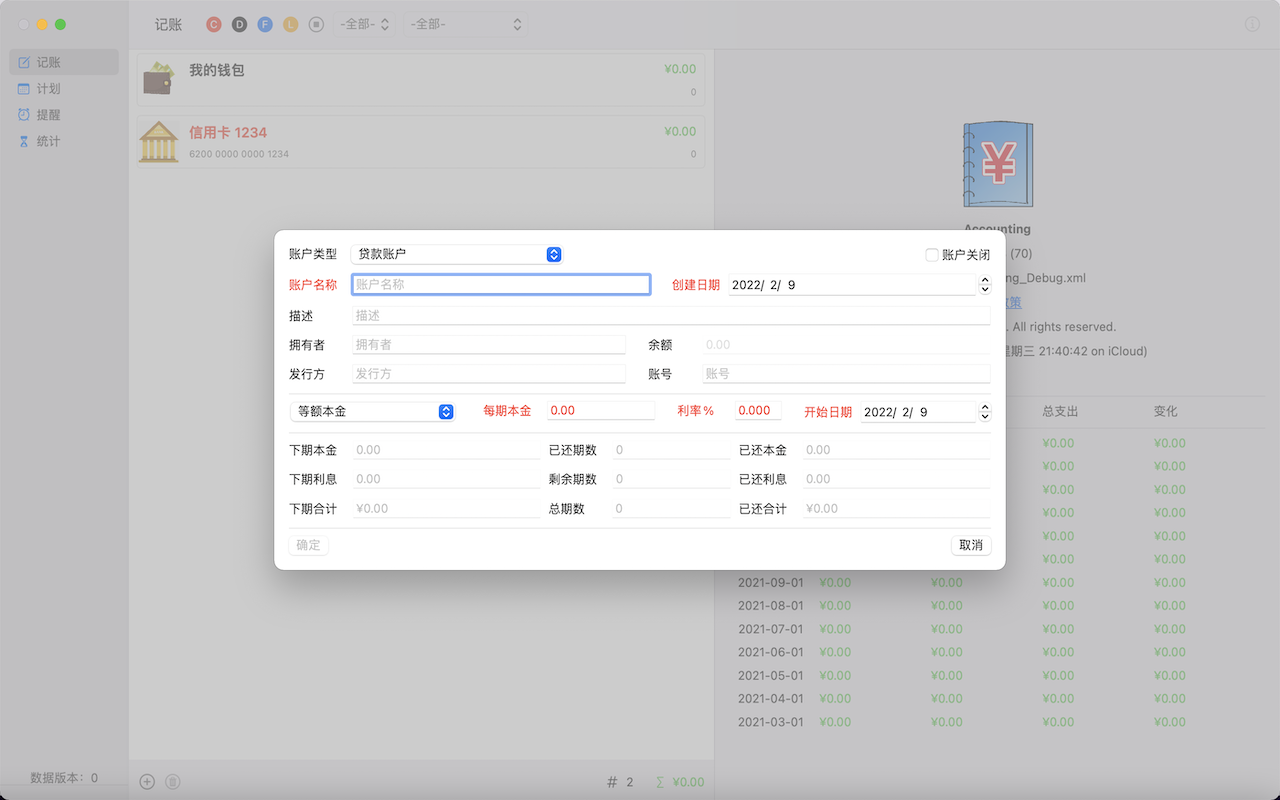 记账 C D F L -全部- -全部-
记账
计划
提醒
统计
我的钱包 ¥0.00
0
信用卡 1234 ¥0.00
6200 0000 0000 1234 0
¥
Accounting
(70)
ng_Debug.xml
政策
. All rights reserved.
星期三 21:40:42 on iCloud)
账户类型 贷款账户 账户关闭
账户名称 账户名称 创建日期 2022/ 2/ 9
描述 描述
拥有者 拥有者 余额 0.00
发行方 发行方 账号 账号
等额本金 每期本金 0.00 利率% 0.000 开始日期 2022/ 2/ 9
下期本金 0.00 已还期数 0 已还本金 0.00
下期利息 0.00 剩余期数 0 已还利息 0.00
下期合计 ¥0.00 总期数 0 已还合计 ¥0.00
确定 取消
总支出 变化
¥0.00 ¥0.00
¥0.00 ¥0.00
¥0.00 ¥0.00
¥0.00 ¥0.00
¥0.00 ¥0.00
¥0.00 ¥0.00
2021-09-01 ¥0.00 ¥0.00 ¥0.00 ¥0.00
2021-08-01 ¥0.00 ¥0.00 ¥0.00 ¥0.00
2021-07-01 ¥0.00 ¥0.00 ¥0.00 ¥0.00
2021-06-01 ¥0.00 ¥0.00 ¥0.00 ¥0.00
2021-05-01 ¥0.00 ¥0.00 ¥0.00 ¥0.00
2021-04-01 ¥0.00 ¥0.00 ¥0.00 ¥0.00
2021-03-01 ¥0.00 ¥0.00 ¥0.00 ¥0.00
数据版本: 0 # 2 Σ ¥0.00